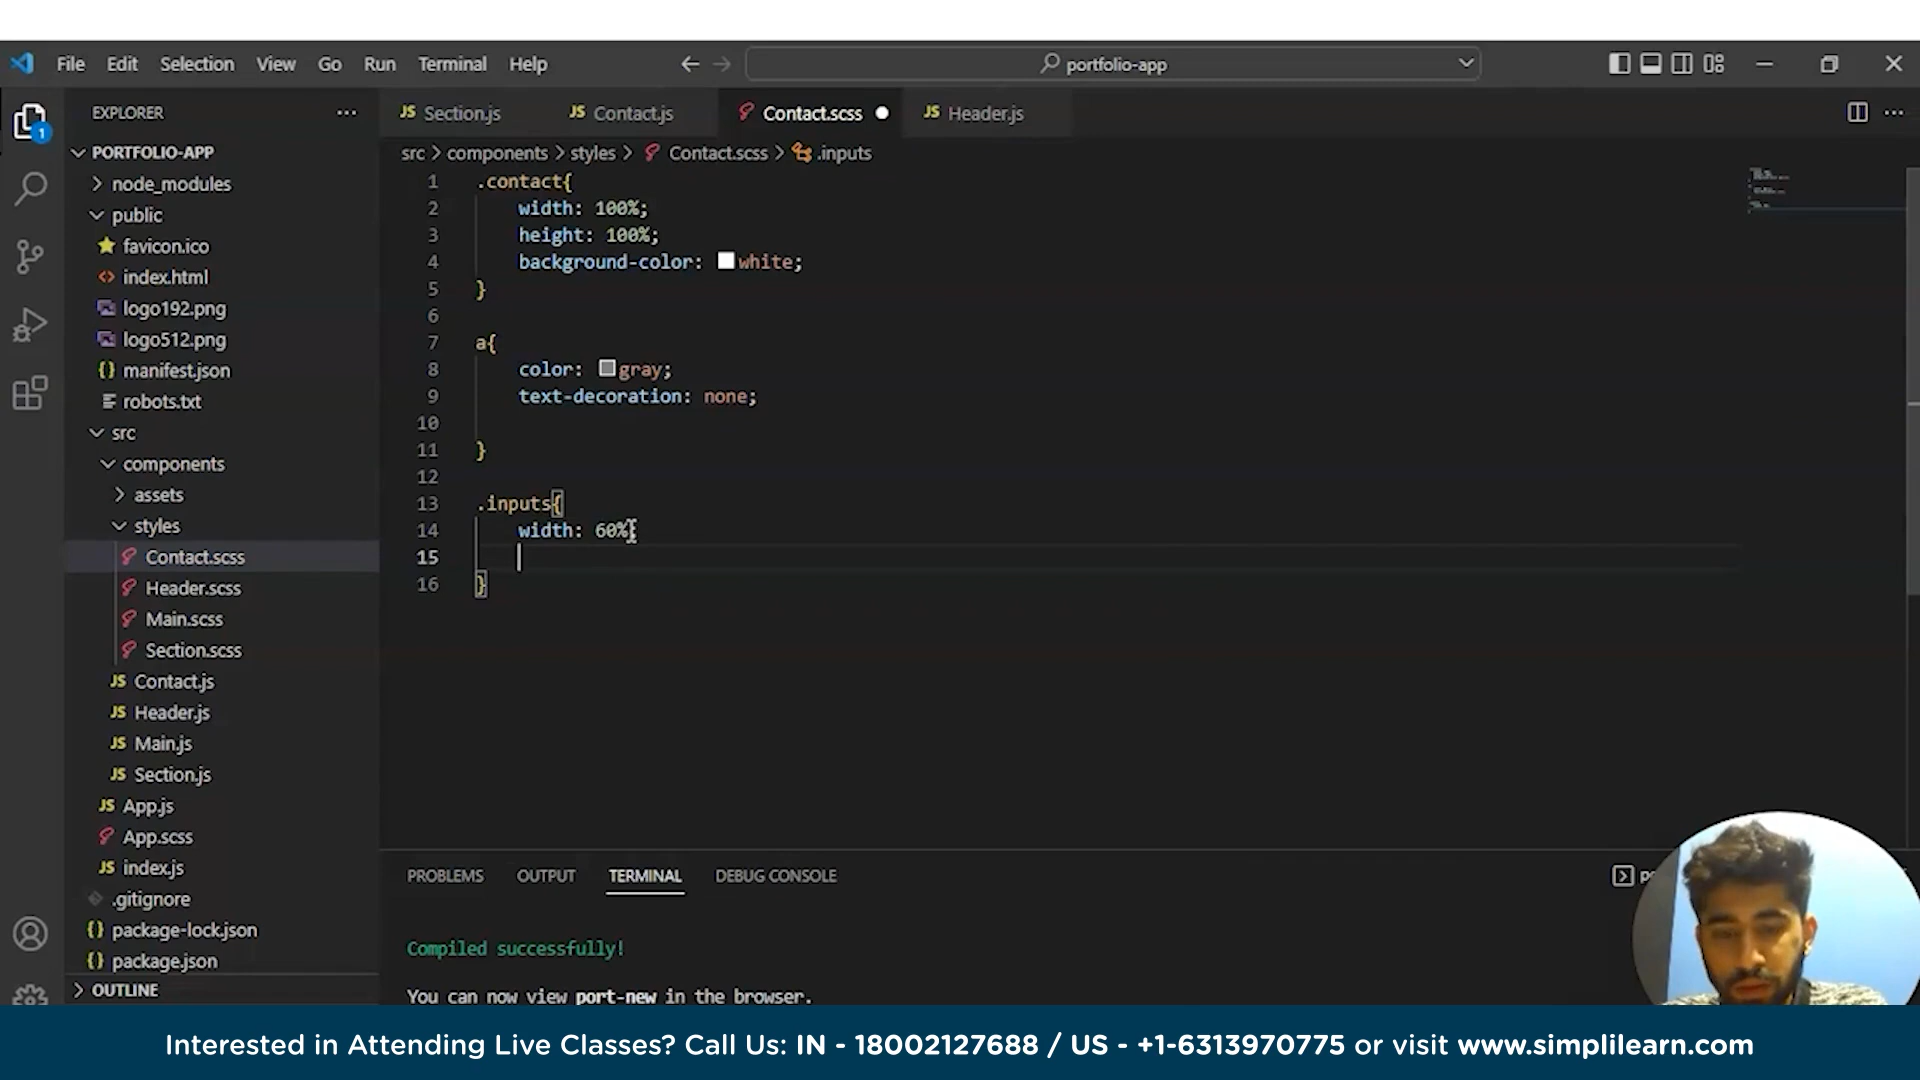 File Edit Selection View Go Run Terminal Help
portfolio-app
EXPLORER
Section.js
Contact.js
Contact.scss
Header.js
PORTFOLIO-APP
src > components > styles > Contact.scss > .inputs
node_modules
public
favicon.ico
index.html
logo192.png
logo512.png
manifest.json
robots.txt
src
components
assets
styles
Contact.scss
Header.scss
Main.scss
Section.scss
Contact.js
Header.js
Main.js
Section.js
App.js
App.scss
index.js
.gitignore
package-lock.json
package.json
OUTLINE
1
1 .contact{
2 width: 100%;
3 height: 100%;
4 background-color: white;
5 }
6
7 a{
8 color: gray;
9 text-decoration: none;
10
11 }
12
13 .inputs{
14 width: 60%
15
16 }
PROBLEMS OUTPUT TERMINAL DEBUG CONSOLE
Compiled successfully!
You can now view port-new in the browser.
Interested in Attending Live Classes? Call Us: IN - 18002127688 / US - +1-6313970775 or visit www.simplilearn.com